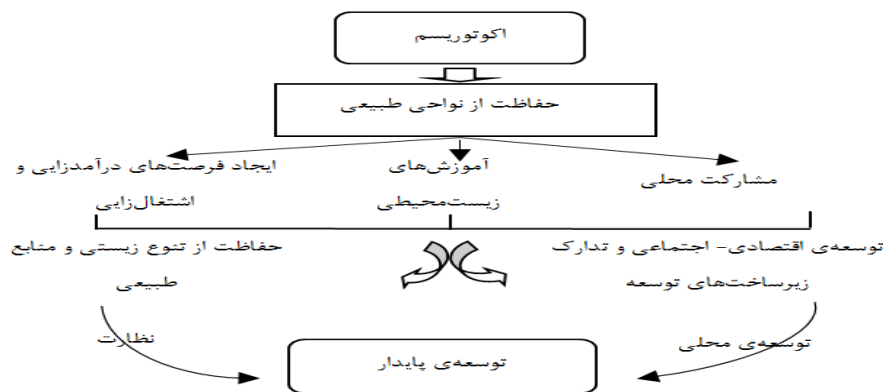 اکوتوریسم
حفاظت از نواحی طبیعی
مشارکت محلی
آموزش‌های
زیست‌محیطی
ایجاد فرصت‌های درآمدزایی و
اشتغال‌زایی
توسعه‌ی اقتصادی- اجتماعی و تدارک
زیرساخت‌های توسعه
حفاظت از تنوع زیستی و منابع
طبیعی
توسعه‌ی محلی
نظارت
توسعه‌ی پایدار